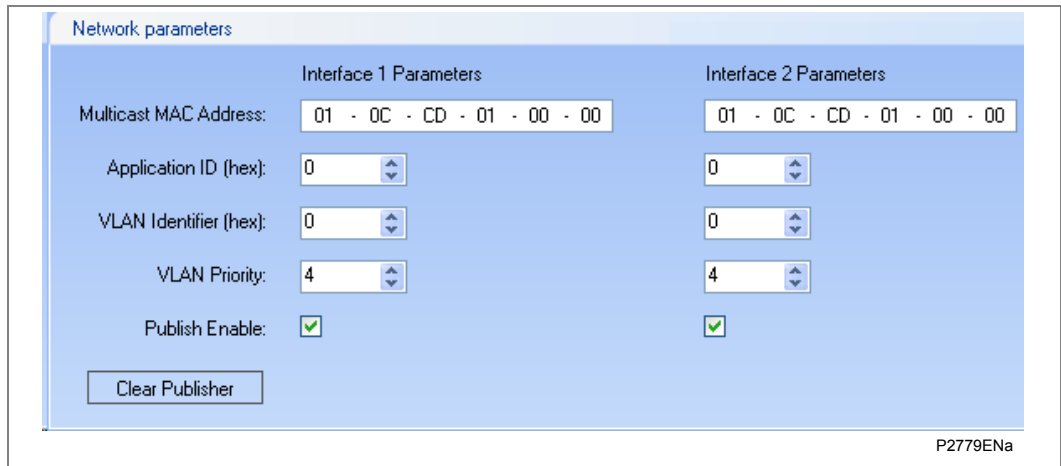 Network parameters
Interface 1 Parameters Interface 2 Parameters
Multicast MAC Address: 01 - 0C - CD - 01 - 00 - 00 01 - 0C - CD - 01 - 00 - 00
Application ID (hex): 0 0
VLAN Identifier (hex): 0 0
VLAN Priority: 4 4
Publish Enable:
Clear Publisher
P2779ENa